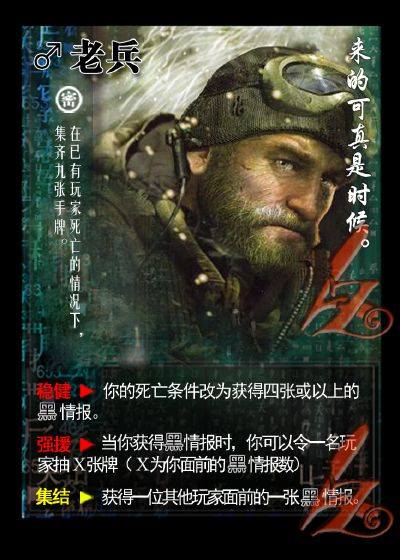 ♂老兵
密
在已有玩家死亡的情况下，
集齐九张手牌。
来的可真是时候。
稳健 ▶ 你的死亡条件改为获得四张或以上的
黑情报。
强援 ▶ 当你获得黑情报时，你可以令一名玩
家抽X张牌（X为你面前的黑情报数）
集结 ▶ 获得一位其他玩家面前的一张黑情报。